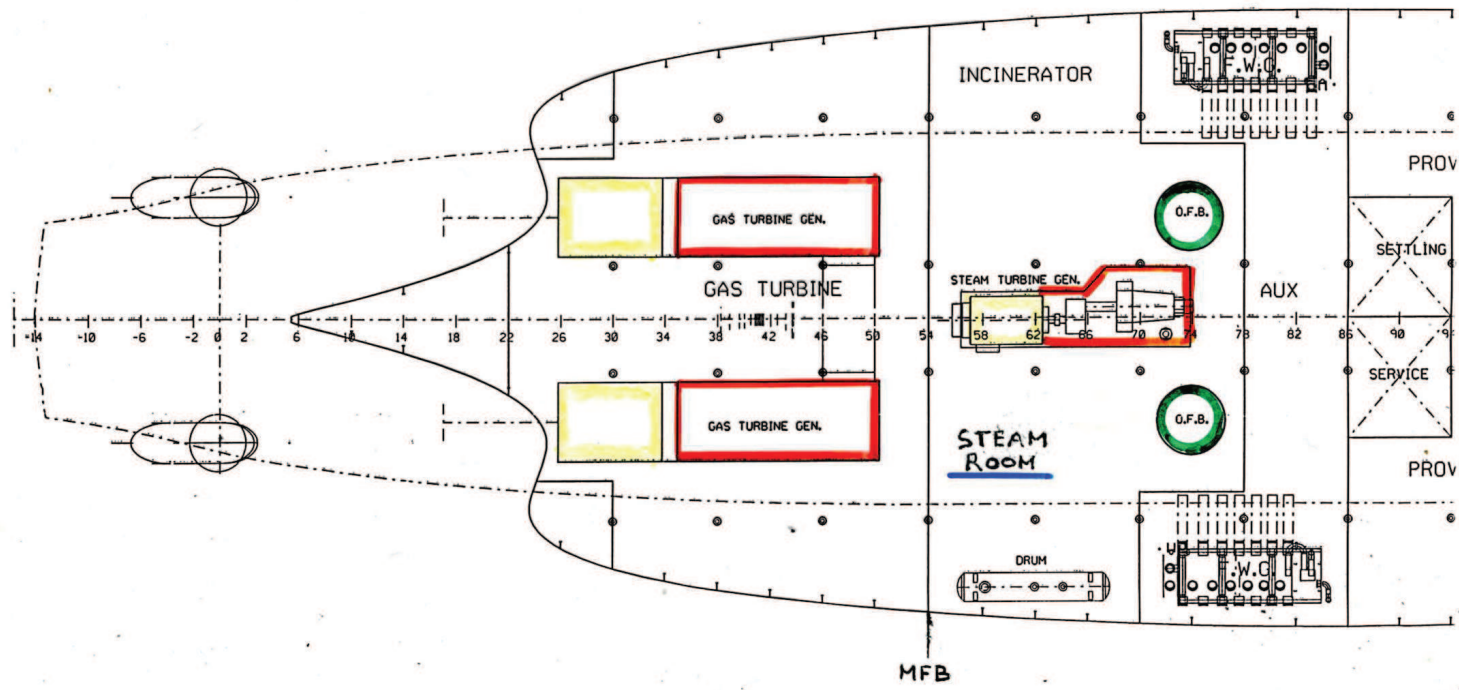 INCINERATOR
F.W.G.
PROV
O.F.B.
GAS TURBINE GEN.
SETTLING
STEAM TURBINE GEN.
GAS TURBINE
AUX
-14 -10 -6 -2 0 2 6 10 14 18 22 26 30 34 38 42 46 50 54 58 62 66 70 74 78 82 86 90 9
SERVICE
GAS TURBINE GEN.
O.F.B.
STEAM
ROOM
PROV
DRUM
F.W.G.
MFB